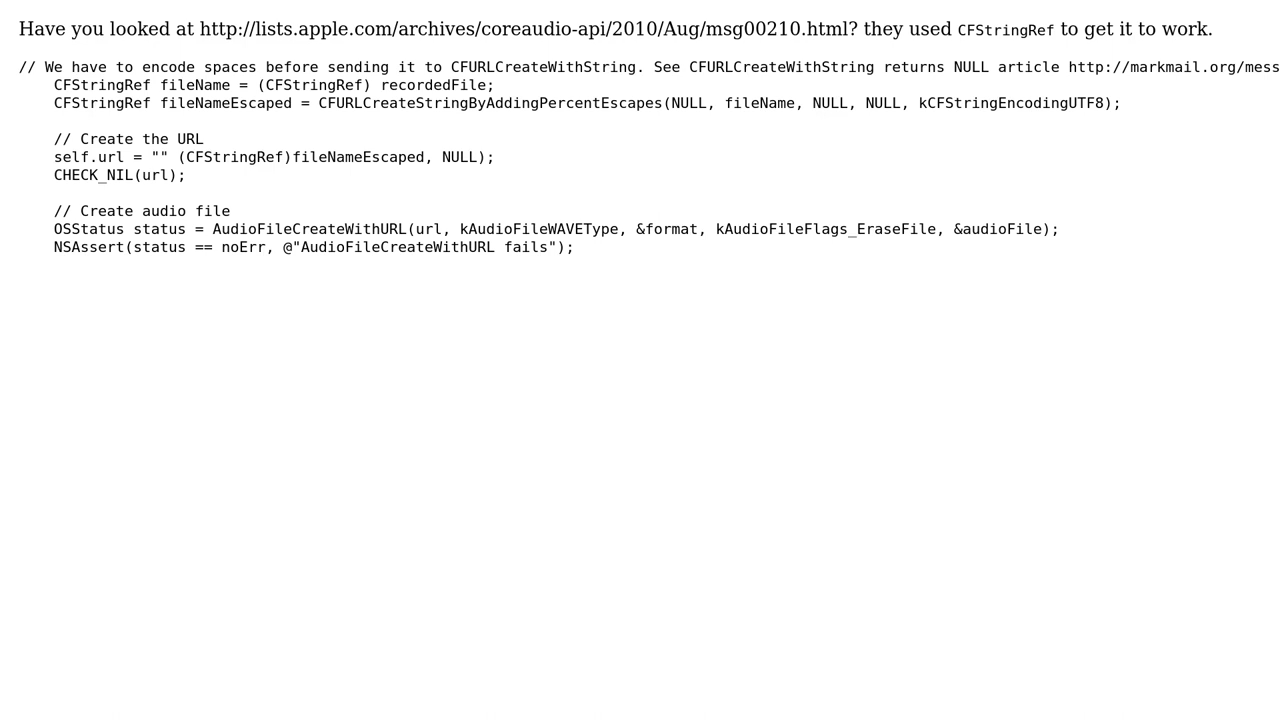 Have you looked at http://lists.apple.com/archives/coreaudio-api/2010/Aug/msg00210.html? they used CFStringRef to get it to work.
// We have to encode spaces before sending it to CFURLCreateWithString. See CFURLCreateWithString returns NULL article http://markmail.org/mess
    CFStringRef fileName = (CFStringRef) recordedFile;
    CFStringRef fileNameEscaped = CFURLCreateStringByAddingPercentEscapes(NULL, fileName, NULL, NULL, kCFStringEncodingUTF8);

    // Create the URL
    self.url = "" (CFStringRef)fileNameEscaped, NULL);
    CHECK_NIL(url);

    // Create audio file
    OSStatus status = AudioFileCreateWithURL(url, kAudioFileWAVEType, &format, kAudioFileFlags_EraseFile, &audioFile);
    NSAssert(status == noErr, @"AudioFileCreateWithURL fails");